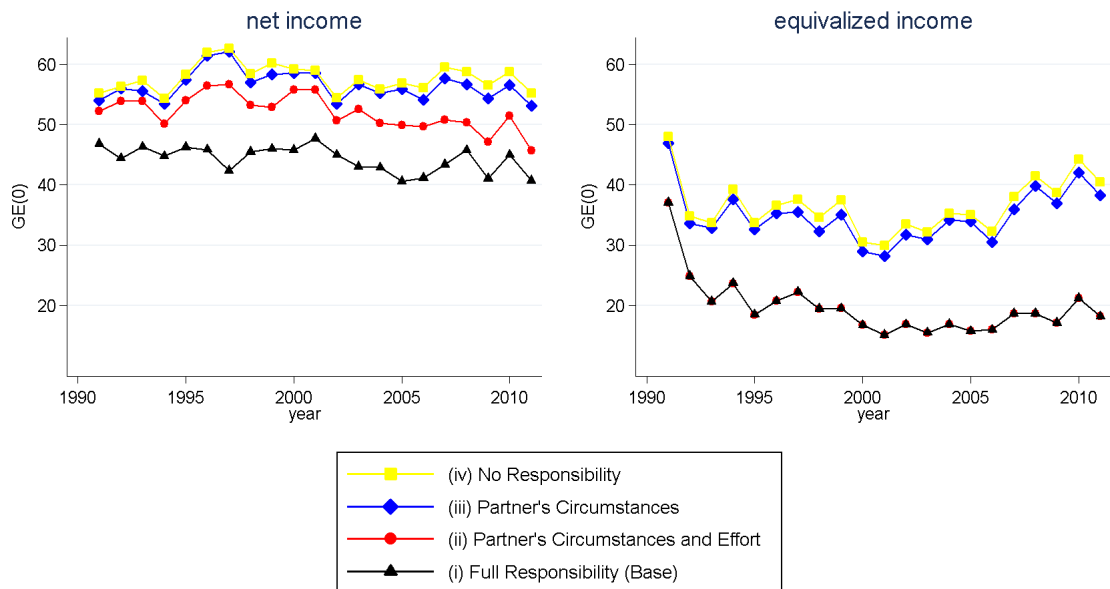 net income
60
50
40
30
20
GE(0)
1990
1995
2000
2005
2010
year
equivalized income
60
50
40
30
20
GE(0)
1990
1995
2000
2005
2010
year
(iv) No Responsibility
(iii) Partner's Circumstances
(ii) Partner's Circumstances and Effort
(i) Full Responsibility (Base)